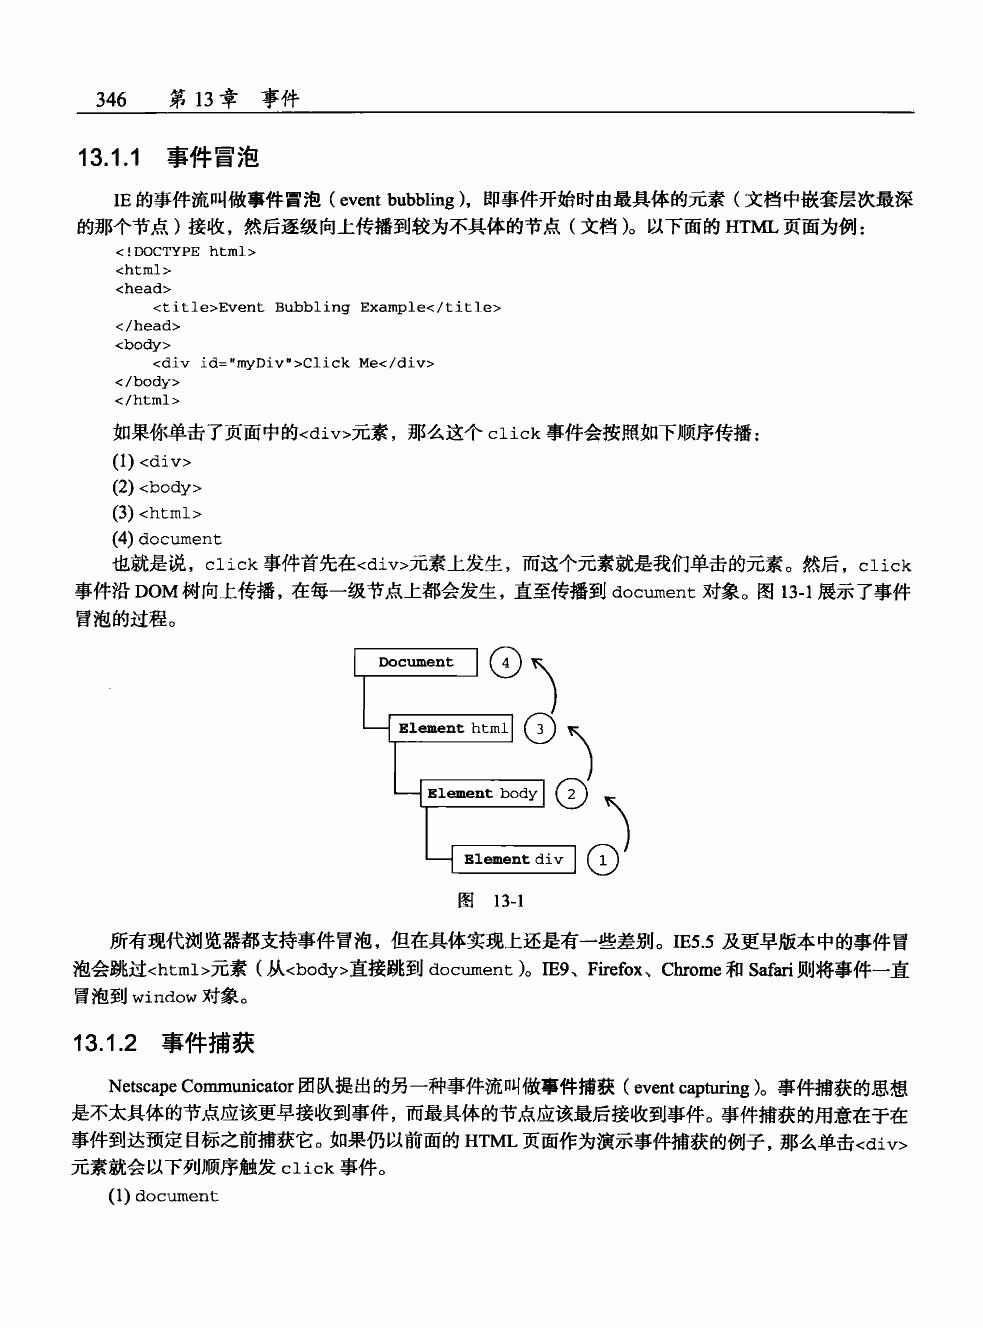 346 第 13 章 事件
13.1.1 事件冒泡
IE 的事件流叫做事件冒泡（event bubbling），即事件开始时由最具体的元素（文档中嵌套层次最深
的那个节点）接收，然后逐级向上传播到较为不具体的节点（文档）。以下面的 HTML 页面为例：
<!DOCTYPE html>
<html>
<head>
    <title>Event Bubbling Example</title>
</head>
<body>
    <div id="myDiv">Click Me</div>
</body>
</html>
如果你单击了页面中的<div>元素，那么这个 click 事件会按照如下顺序传播：
(1) <div>
(2) <body>
(3) <html>
(4) document
也就是说，click 事件首先在<div>元素上发生，而这个元素就是我们单击的元素。然后，click
事件沿 DOM 树向上传播，在每一级节点上都会发生，直至传播到 document 对象。图 13-1 展示了事件
冒泡的过程。
Document 4
Element html 3
Element body 2
Element div 1
图 13-1
所有现代浏览器都支持事件冒泡，但在具体实现上还是有一些差别。IE5.5 及更早版本中的事件冒
泡会跳过<html>元素（从<body>直接跳到 document）。IE9、Firefox、Chrome 和 Safari 则将事件一直
冒泡到 window 对象。
13.1.2 事件捕获
Netscape Communicator 团队提出的另一种事件流叫做事件捕获（event capturing）。事件捕获的思想
是不太具体的节点应该更早接收到事件，而最具体的节点应该最后接收到事件。事件捕获的用意在于在
事件到达预定目标之前捕获它。如果仍以前面的 HTML 页面作为演示事件捕获的例子，那么单击<div>
元素就会以下列顺序触发 click 事件。
(1) document